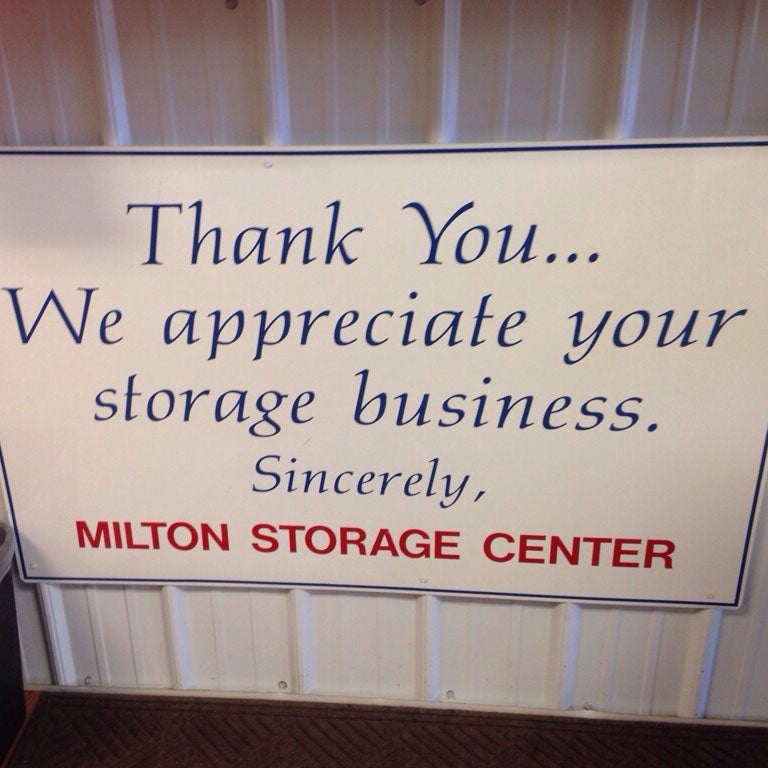 Thank You...
We appreciate your
storage business.
Sincerely,
MILTON STORAGE CENTER